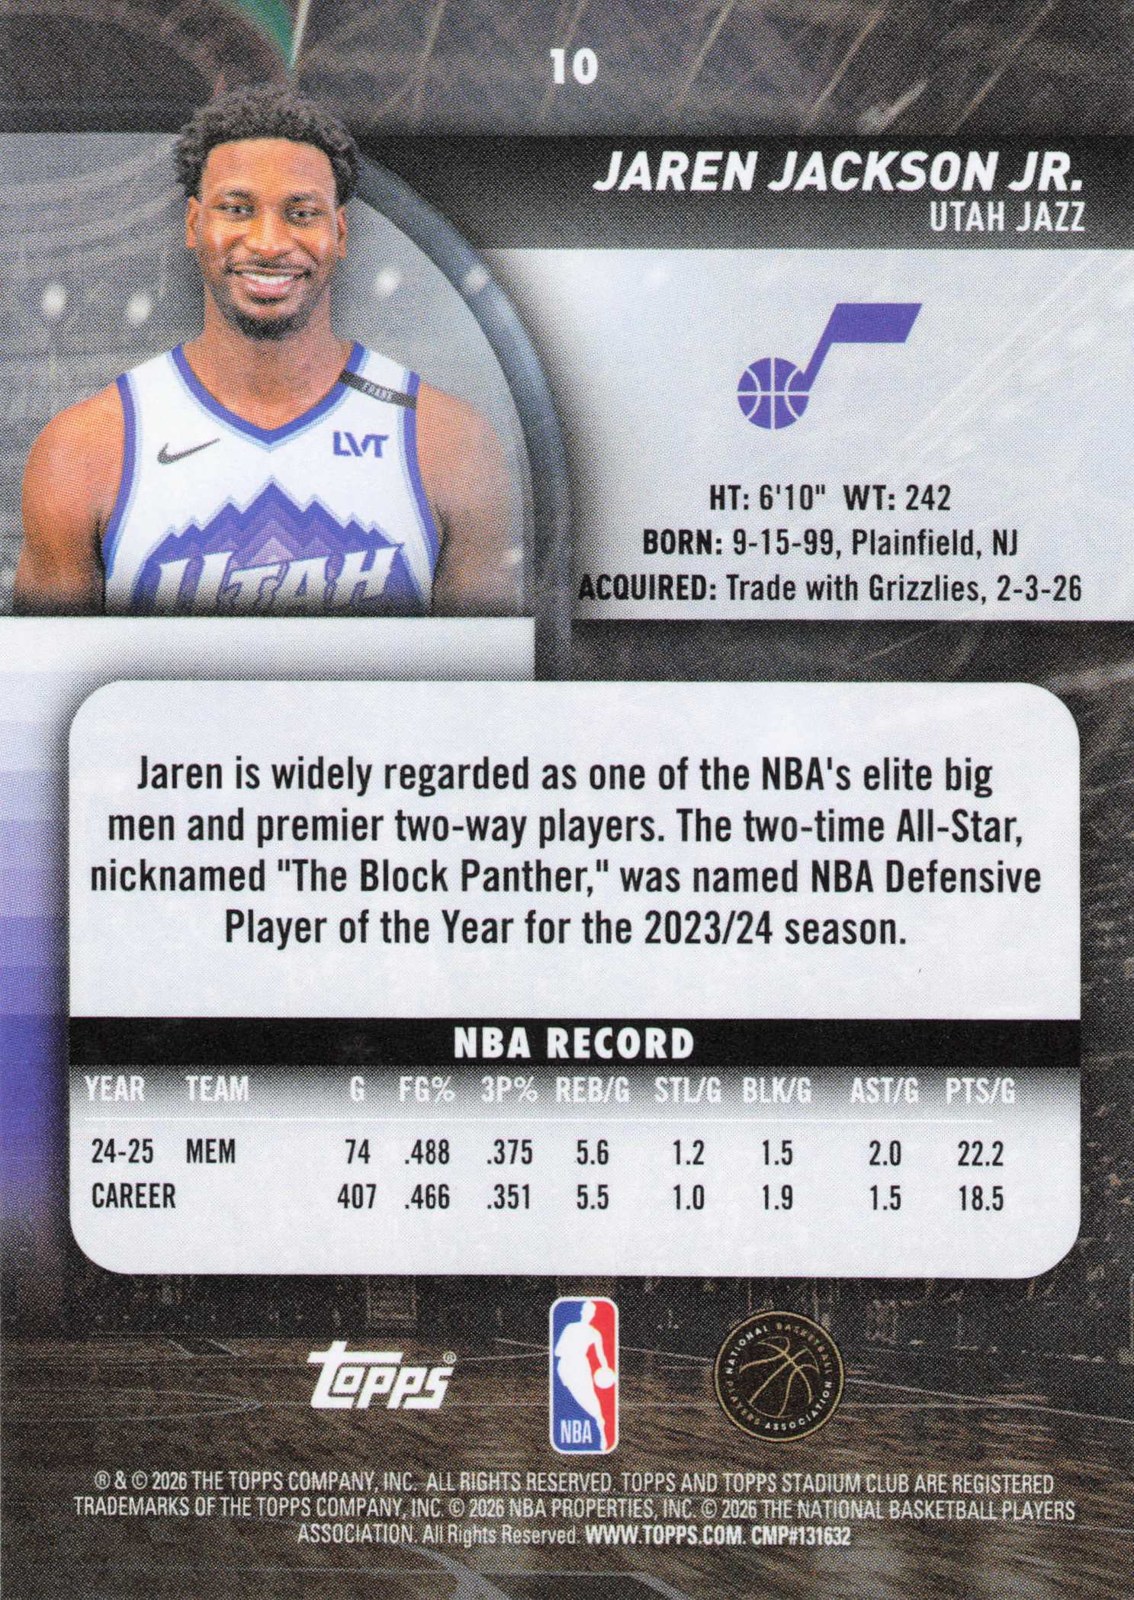 10
JAREN JACKSON JR.
UTAH JAZZ
FRANK
LVT
UTAH
HT: 6'10" WT: 242
BORN: 9-15-99, Plainfield, NJ
ACQUIRED: Trade with Grizzlies, 2-3-26
Jaren is widely regarded as one of the NBA's elite big
men and premier two-way players. The two-time All-Star,
nicknamed "The Block Panther," was named NBA Defensive
Player of the Year for the 2023/24 season.
NBA RECORD
YEAR TEAM G FG% 3P% REB/G STL/G BLK/G AST/G PTS/G
24-25 MEM 74 .488 .375 5.6 1.2 1.5 2.0 22.2
CAREER 407 .466 .351 5.5 1.0 1.9 1.5 18.5
topps®
NBA
NATIONAL BASKETBALL PLAYERS ASSOCIATION
® & © 2026 THE TOPPS COMPANY, INC. ALL RIGHTS RESERVED. TOPPS AND TOPPS STADIUM CLUB ARE REGISTERED
TRADEMARKS OF THE TOPPS COMPANY, INC. © 2026 NBA PROPERTIES, INC. © 2026 THE NATIONAL BASKETBALL PLAYERS
ASSOCIATION. All Rights Reserved. WWW.TOPPS.COM. CMP#131632